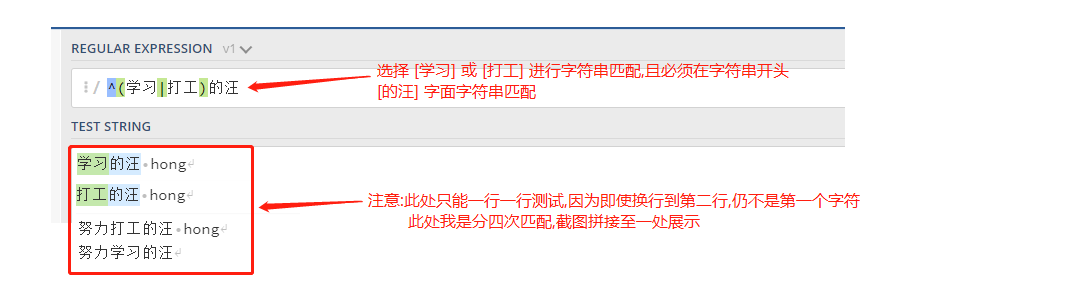 REGULAR EXPRESSION v1
/ ^(学习|打工)的汪
选择 [学习] 或 [打工] 进行字符串匹配,且必须在字符串开头
[的汪] 字面字符串匹配
TEST STRING
学习的汪 hong
打工的汪 hong
努力打工的汪 hong
努力学习的汪
注意:此处只能一行一行测试,因为即使换行到第二行,仍不是第一个字符
此处我是分四次匹配,截图拼接至一处展示